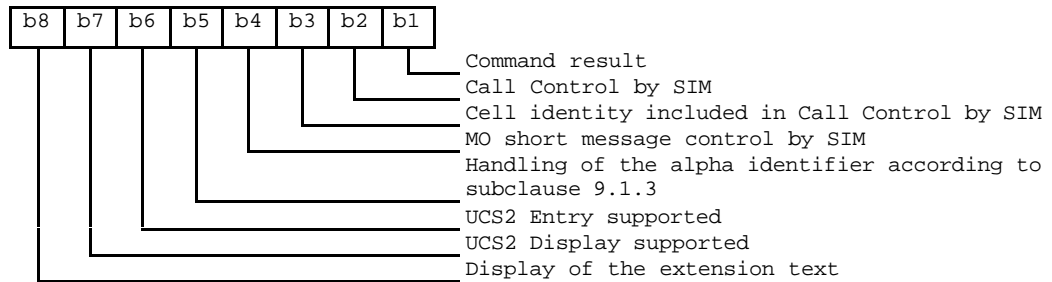 b8 b7 b6 b5 b4 b3 b2 b1
Command result
Call Control by SIM
Cell identity included in Call Control by SIM
MO short message control by SIM
Handling of the alpha identifier according to
subclause 9.1.3
UCS2 Entry supported
UCS2 Display supported
Display of the extension text